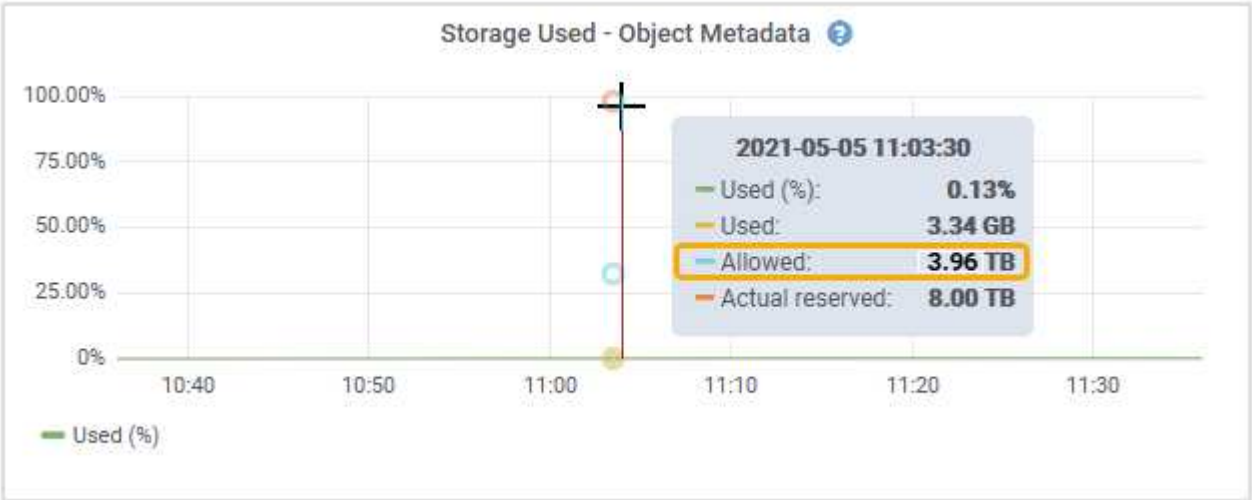 Storage Used - Object Metadata ?
100.00%
75.00%
50.00%
25.00%
0%
2021-05-05 11:03:30
Used (%): 0.13%
Used: 3.34 GB
Allowed: 3.96 TB
Actual reserved: 8.00 TB
10:40 10:50 11:00 11:10 11:20 11:30
Used (%)